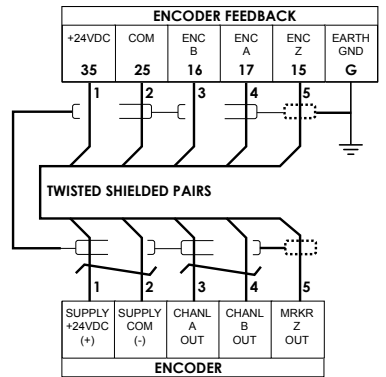 ENCODER FEEDBACK
+24VDC COM ENC ENC ENC EARTH
B A Z GND
35 25 16 17 15 G
1 2 3 4 5
TWISTED SHIELDED PAIRS
1 2 3 4 5
SUPPLY SUPPLY CHANL CHANL MRKR
+24VDC COM A B Z
(+) (-) OUT OUT OUT
ENCODER